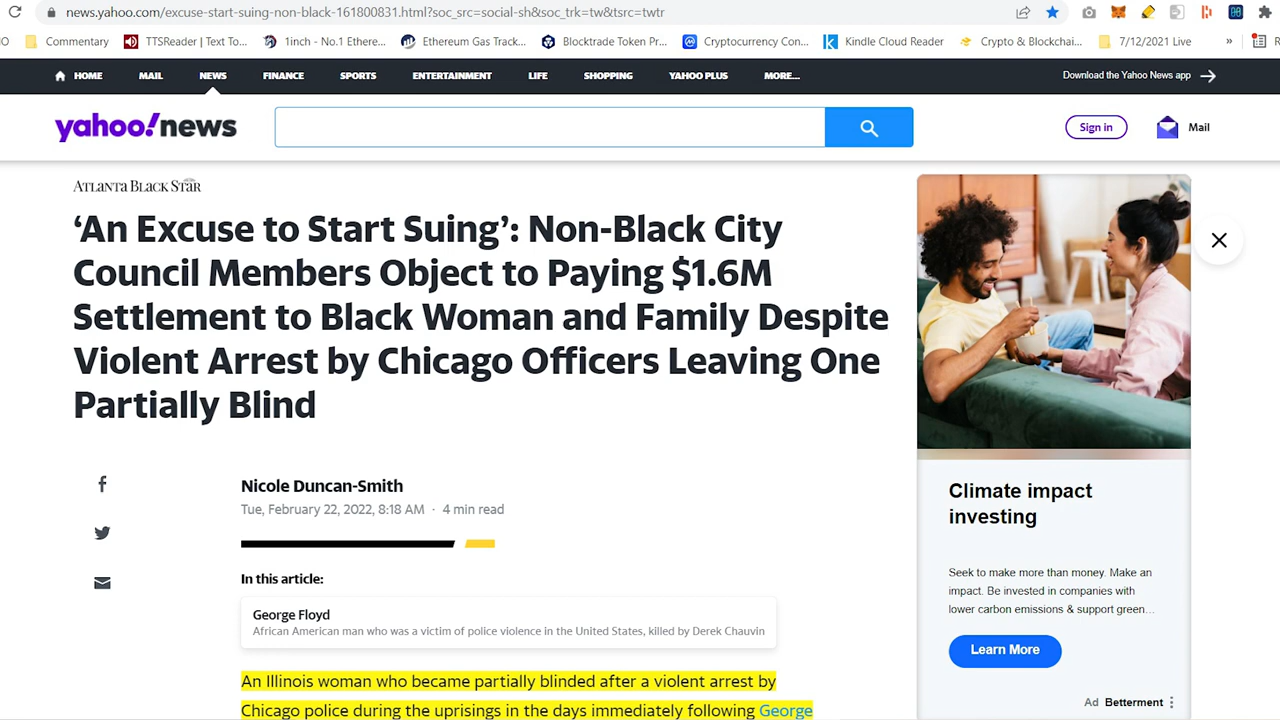 news.yahoo.com/excuse-start-suing-non-black-161800831.html?soc_src=social-sh&soc_trk=tw&tsrc=twtr
O Commentary TTSReader | Text To... 1inch - No.1 Ethere... Ethereum Gas Track... Blocktrade Token Pr... Cryptocurrency Con... Kindle Cloud Reader Crypto & Blockchai... 7/12/2021 Live » R
HOME MAIL NEWS FINANCE SPORTS ENTERTAINMENT LIFE SHOPPING YAHOO PLUS MORE... Download the Yahoo News app
yahoo!news Sign in Mail
ATLANTA BLACK STAR
‘An Excuse to Start Suing’: Non-Black City
Council Members Object to Paying $1.6M
Settlement to Black Woman and Family Despite
Violent Arrest by Chicago Officers Leaving One
Partially Blind
Nicole Duncan-Smith
Tue, February 22, 2022, 8:18 AM · 4 min read
In this article:
George Floyd
African American man who was a victim of police violence in the United States, killed by Derek Chauvin
An Illinois woman who became partially blinded after a violent arrest by
Chicago police during the uprisings in the days immediately following George
Climate impact
investing
Seek to make more than money. Make an
impact. Be invested in companies with
lower carbon emissions & support green...
Learn More
Ad Betterment